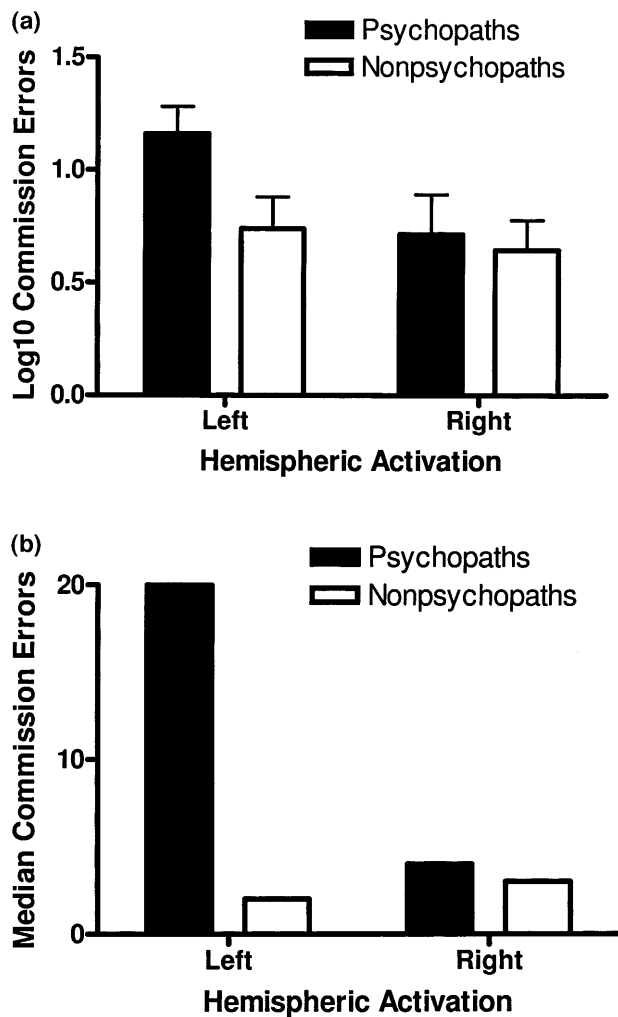 (a)
Psychopaths
Nonpsychopaths
Log10 Commission Errors
1.5
1.0
0.5
0.0
Left
Right
Hemispheric Activation
(b)
Psychopaths
Nonpsychopaths
Median Commission Errors
20
10
0
Left
Right
Hemispheric Activation